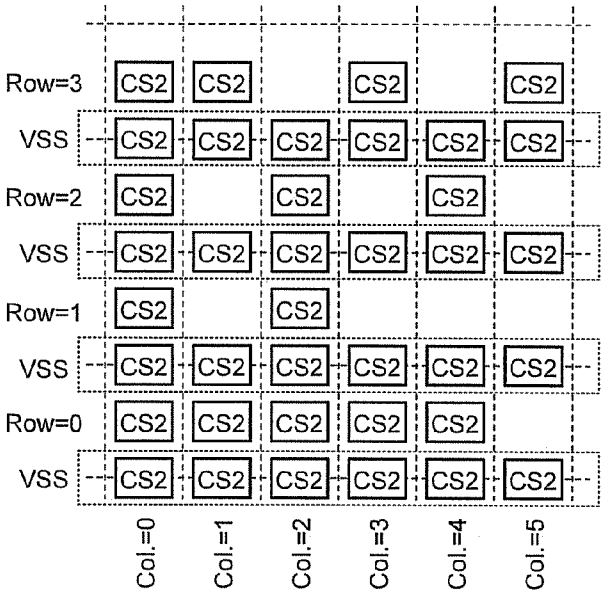 Row=3 CS2 CS2 CS2 CS2
VSS CS2 CS2 CS2 CS2 CS2 CS2
Row=2 CS2 CS2 CS2
VSS CS2 CS2 CS2 CS2 CS2 CS2
Row=1 CS2 CS2
VSS CS2 CS2 CS2 CS2 CS2 CS2
Row=0 CS2 CS2 CS2 CS2 CS2
VSS CS2 CS2 CS2 CS2 CS2 CS2
Col.=0 Col.=1 Col.=2 Col.=3 Col.=4 Col.=5